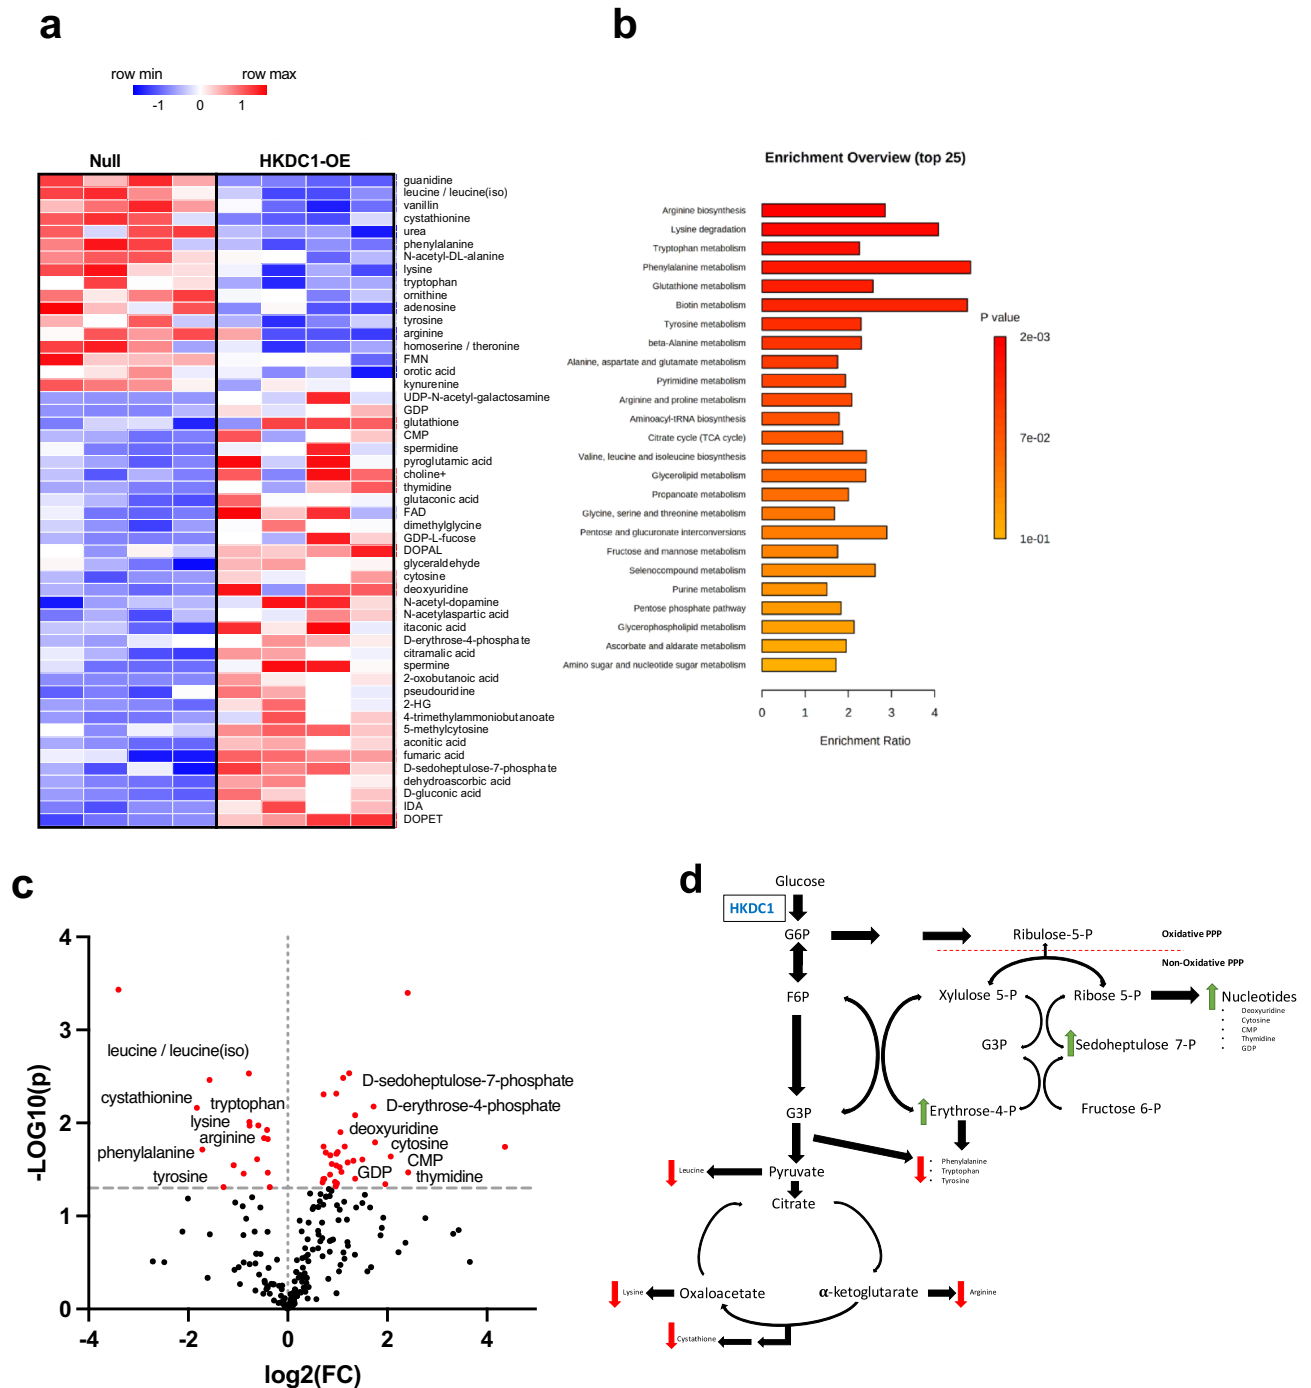 a
row min row max
-1 0 1
Null HKDC1-OE
guanidine
leucine / leucine(iso)
vanillin
cystathionine
urea
phenylalanine
N-acetyl-DL-alanine
lysine
tryptophan
ornithine
adenosine
tyrosine
arginine
homoserine / theronine
FMN
orotic acid
kynurenine
UDP-N-acetyl-galactosamine
GDP
glutathione
CMP
spermidine
pyroglutamic acid
choline+
thymidine
glutaconic acid
FAD
dimethylglycine
GDP-L-fucose
DOPAL
glyceraldehyde
cytosine
deoxyuridine
N-acetyl-dopamine
N-acetylaspartic acid
itaconic acid
D-erythrose-4-phosphate
citramalic acid
spermine
2-oxobutanoic acid
pseudouridine
2-HG
4-trimethylammoniobutanoate
5-methylcytosine
aconitic acid
fumaric acid
D-sedoheptulose-7-phosphate
dehydroascorbic acid
D-gluconic acid
IDA
DOPET
b
Enrichment Overview (top 25)
Arginine biosynthesis
Lysine degradation
Tryptophan metabolism
Phenylalanine metabolism
Glutathione metabolism
Biotin metabolism
Tyrosine metabolism
beta-Alanine metabolism
Alanine, aspartate and glutamate metabolism
Pyrimidine metabolism
Arginine and proline metabolism
Aminoacyl-tRNA biosynthesis
Citrate cycle (TCA cycle)
Valine, leucine and isoleucine biosynthesis
Glycerolipid metabolism
Propanoate metabolism
Glycine, serine and threonine metabolism
Pentose and glucuronate interconversions
Fructose and mannose metabolism
Selenocompound metabolism
Purine metabolism
Pentose phosphate pathway
Glycerophospholipid metabolism
Ascorbate and aldarate metabolism
Amino sugar and nucleotide sugar metabolism
0 1 2 3 4
Enrichment Ratio
P value
2e-03
7e-02
1e-01
c
4
3
2
1
0
-LOG10(p)
leucine / leucine(iso)
cystathionine
tryptophan
lysine
arginine
phenylalanine
tyrosine
D-sedoheptulose-7-phosphate
D-erythrose-4-phosphate
deoxyuridine
cytosine
CMP
GDP
thymidine
-4 -2 0 2 4
log2(FC)
d
Glucose
HKDC1
G6P
Ribulose-5-P
Oxidative PPP
Non-Oxidative PPP
F6P
Xylulose 5-P
Ribose 5-P
Nucleotides
• Deoxyuridine
• Cytosine
• CMP
• Thymidine
• GDP
G3P
Sedoheptulose 7-P
G3P
Erythrose-4-P
Fructose 6-P
• Phenylalanine
• Tryptophan
• Tyrosine
Leucine
Pyruvate
Citrate
Lysine
Oxaloacetate
α-ketoglutarate
Arginine
Cystathione